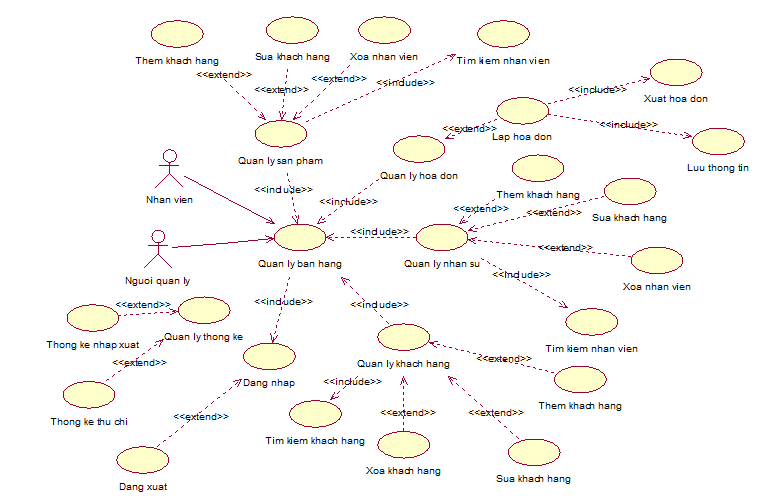 Them khach hang
Sua khach hang
Xoa nhan vien
Tim kiem nhan vien
<<extend>>
<<extend>>
<<extend>>
<<include>>
Xuat hoa don
<<include>>
Lap hoa don
<<include>>
<<extend>>
Quan ly san pham
Luu thong tin
Quan ly hoa don
Nhan vien
<<include>>
<<include>>
Them khach hang
<<extend>>
<<extend>>
Sua khach hang
<<include>>
<<extend>>
Quan ly ban hang
Quan ly nhan su
<<include>>
Nguoi quan ly
Xoa nhan vien
<<extend>>
<<include>>
<<include>>
Thong ke nhap xuat
Quan ly thong ke
Tim kiem nhan vien
<<extend>>
Quan ly khach hang
Dang nhap
<<include>>
<<extend>>
Them khach hang
Thong ke thu chi
<<extend>>
<<extend>>
<<extend>>
Tim kiem khach hang
Xoa khach hang
Sua khach hang
Dang xuat